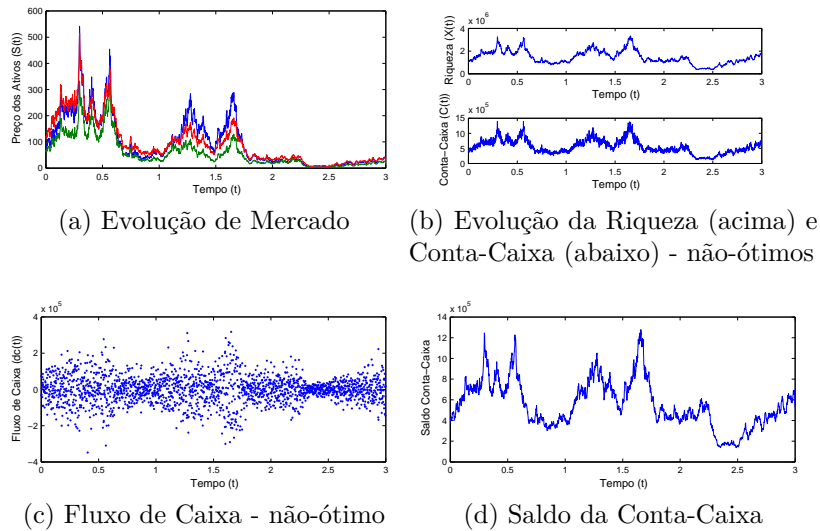 600
500
400
300
200
100
0
Preço dos Ativos (S(t))
0 0.5 1 1.5 2 2.5 3
Tempo (t)
(a) Evolução de Mercado
x 10^6
4
2
0
Riqueza (X(t))
0 0.5 1 1.5 2 2.5 3
Tempo (t)
x 10^5
15
10
5
0
Conta−Caixa (C(t))
0 0.5 1 1.5 2 2.5 3
Tempo (t)
(b) Evolução da Riqueza (acima) e
Conta-Caixa (abaixo) - não-ótimos
x 10^5
4
2
0
−2
−4
Fluxo de Caixa (dc(t))
0 0.5 1 1.5 2 2.5 3
Tempo (t)
(c) Fluxo de Caixa - não-ótimo
x 10^5
14
12
10
8
6
4
2
0
Saldo Conta−Caixa
0 0.5 1 1.5 2 2.5 3
Tempo (t)
(d) Saldo da Conta-Caixa